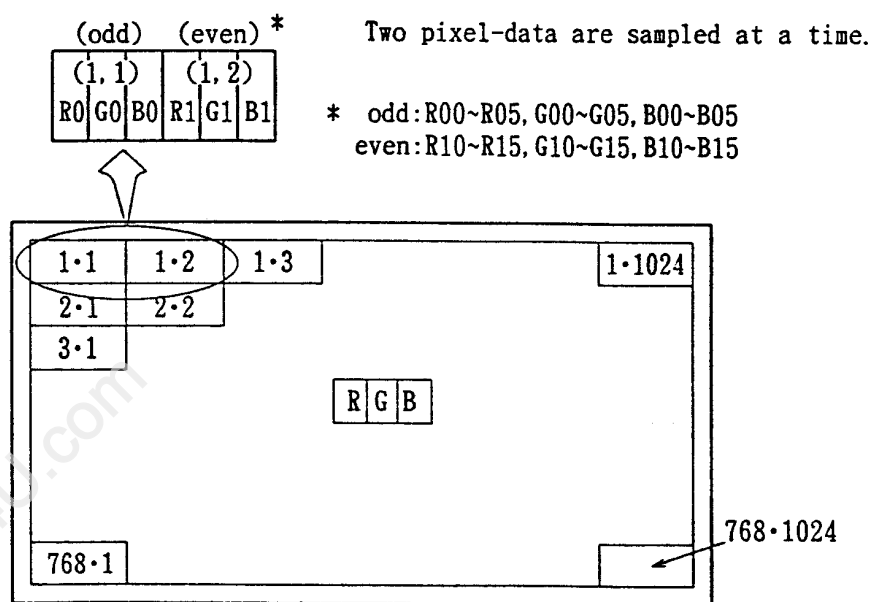 (odd) (even) *
Two pixel-data are sampled at a time.
(1, 1) (1, 2)
R0 G0 B0 R1 G1 B1
* odd:R00~R05, G00~G05, B00~B05
even:R10~R15, G10~G15, B10~B15
1・1 1・2 1・3 1・1024
2・1 2・2
3・1
R G B
768・1 768・1024
.com